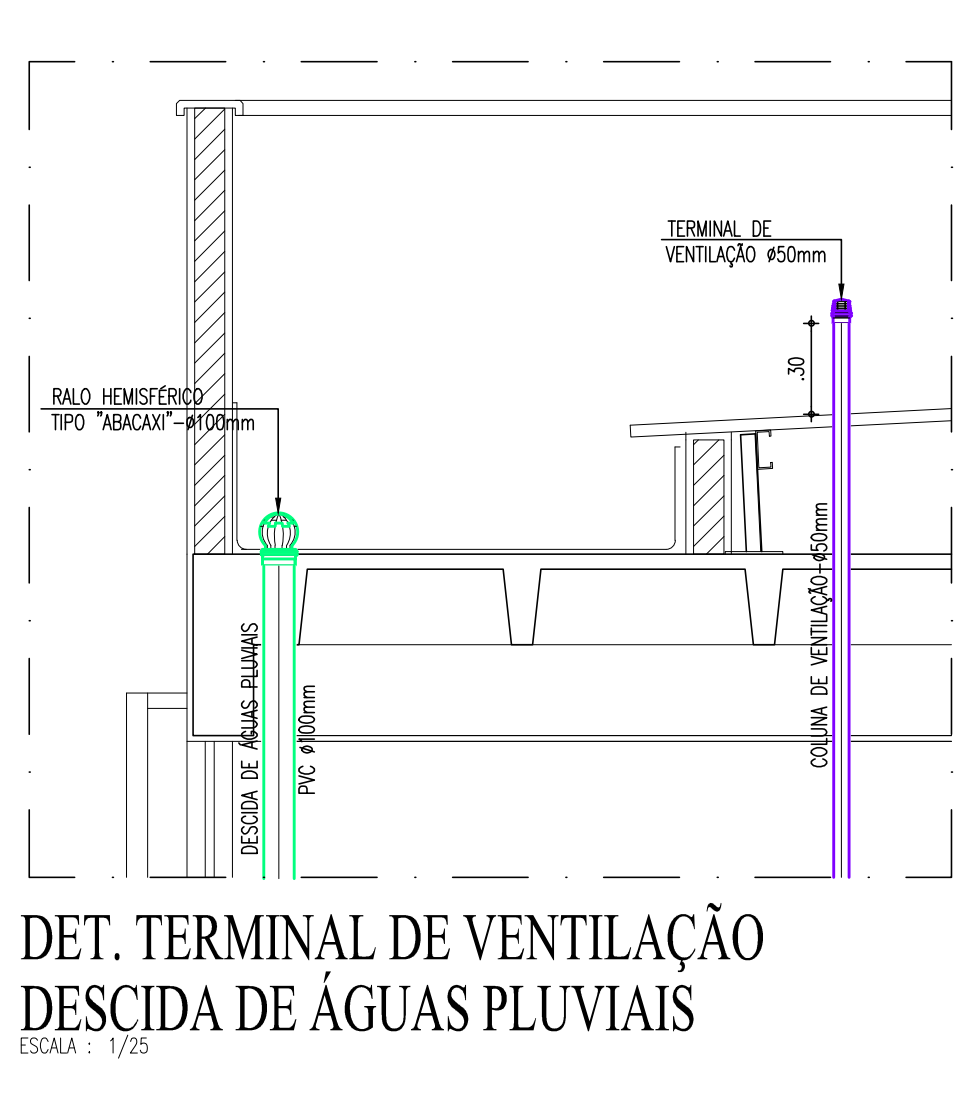 TERMINAL DE
VENTILAÇÃO ø50mm
.30
RALO HEMISFÉRICO
TIPO "ABACAXI"-ø100mm
COLUNA DE VENTILAÇÃO-ø50mm
DESCIDA DE ÁGUAS PLUVIAIS
PVC ø100mm
DET. TERMINAL DE VENTILAÇÃO
DESCIDA DE ÁGUAS PLUVIAIS
ESCALA : 1/25